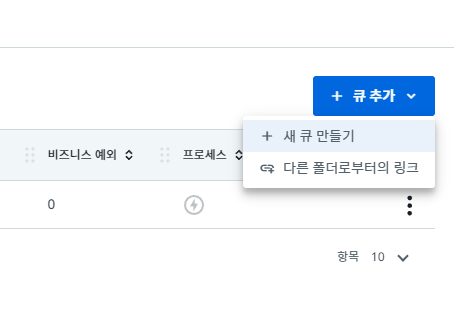 큐 추가
새 큐 만들기
다른 폴더로부터의 링크
비즈니스 예외 프로세스
0
항목 10